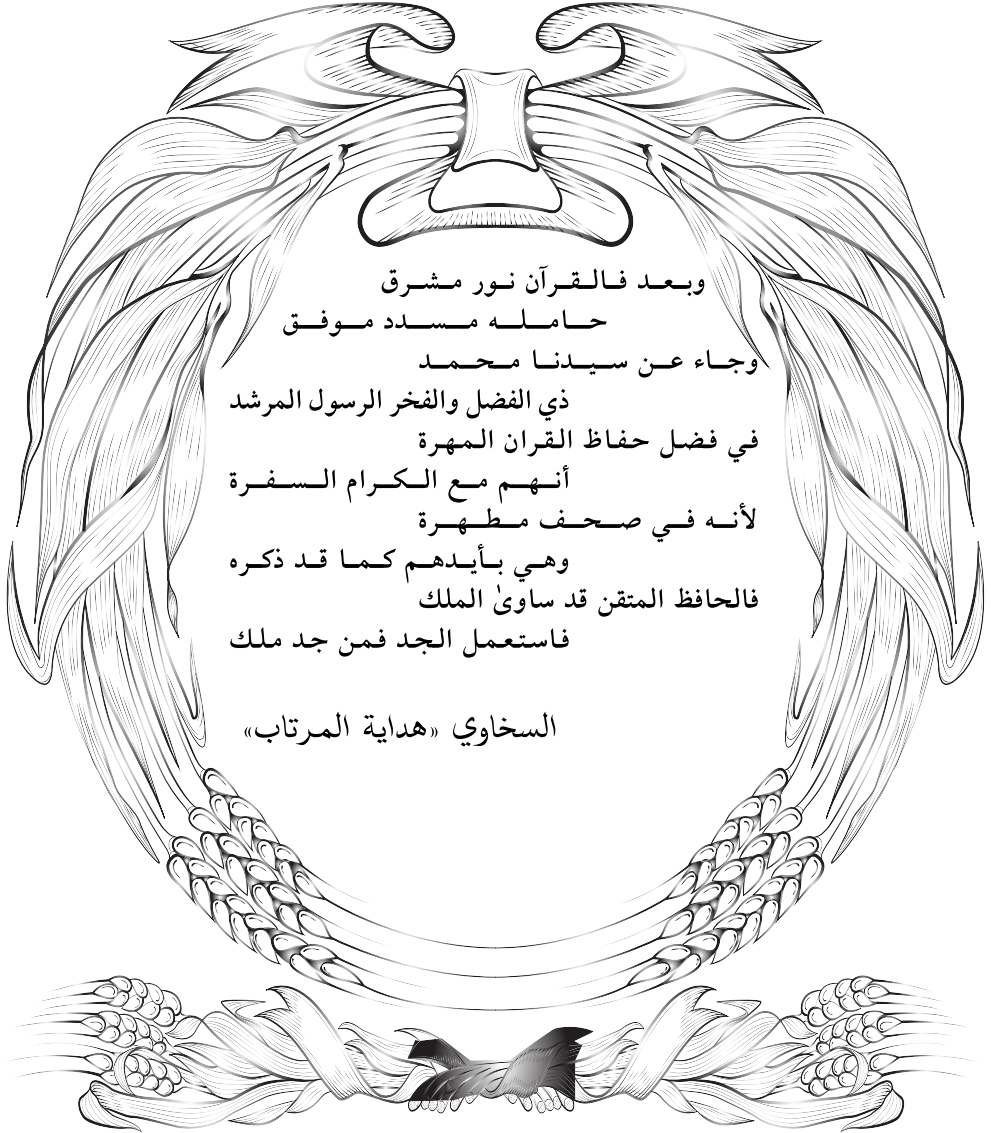 وبعد فالقرآن نور مشرق
حامله مسدد موفق
وجاء عن سيدنا محمد
ذي الفضل والفخر الرسول المرشد
في فضل حفاظ القران المهرة
أنهم مع الكرام السفرة
لأنه في صحف مطهرة
وهي بأيدهم كما قد ذكره
فالحافظ المتقن قد ساوىٰ الملك
فاستعمل الجد فمن جد ملك
السخاوي «هداية المرتاب»